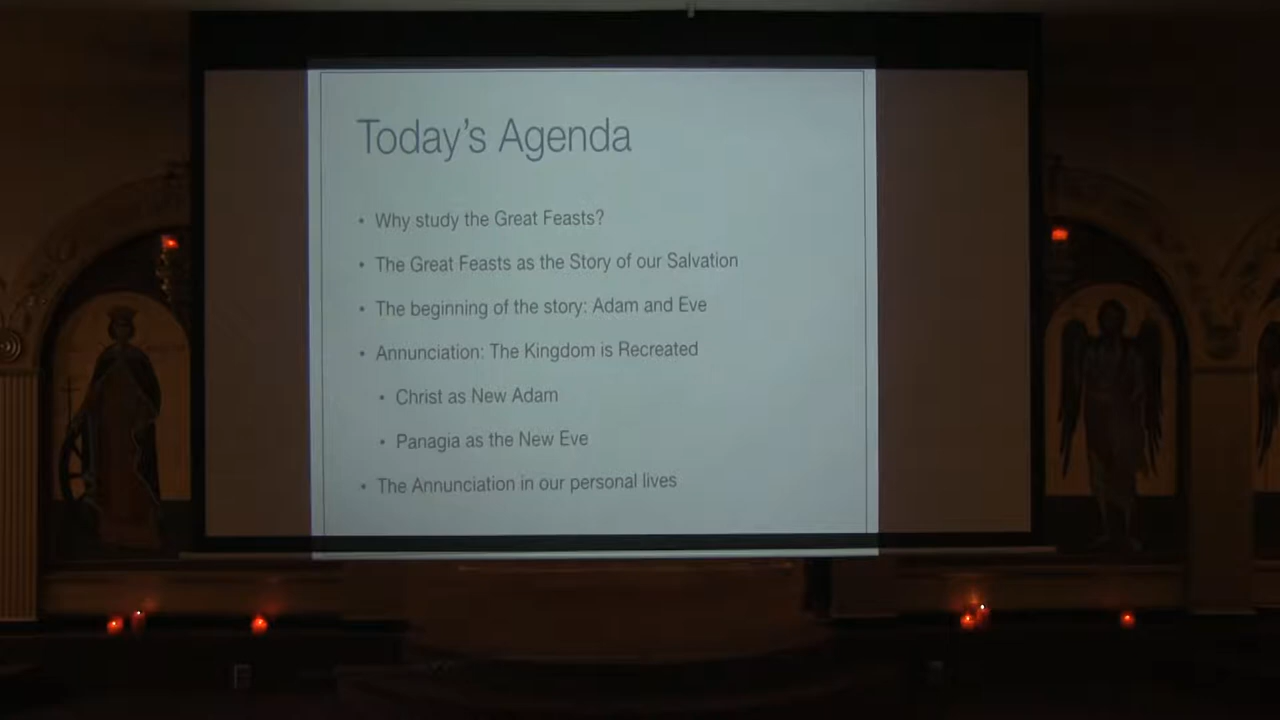 Today's Agenda
• Why study the Great Feasts?
• The Great Feasts as the Story of our Salvation
• The beginning of the story: Adam and Eve
• Annunciation: The Kingdom is Recreated
• Christ as New Adam
• Panagia as the New Eve
• The Annunciation in our personal lives